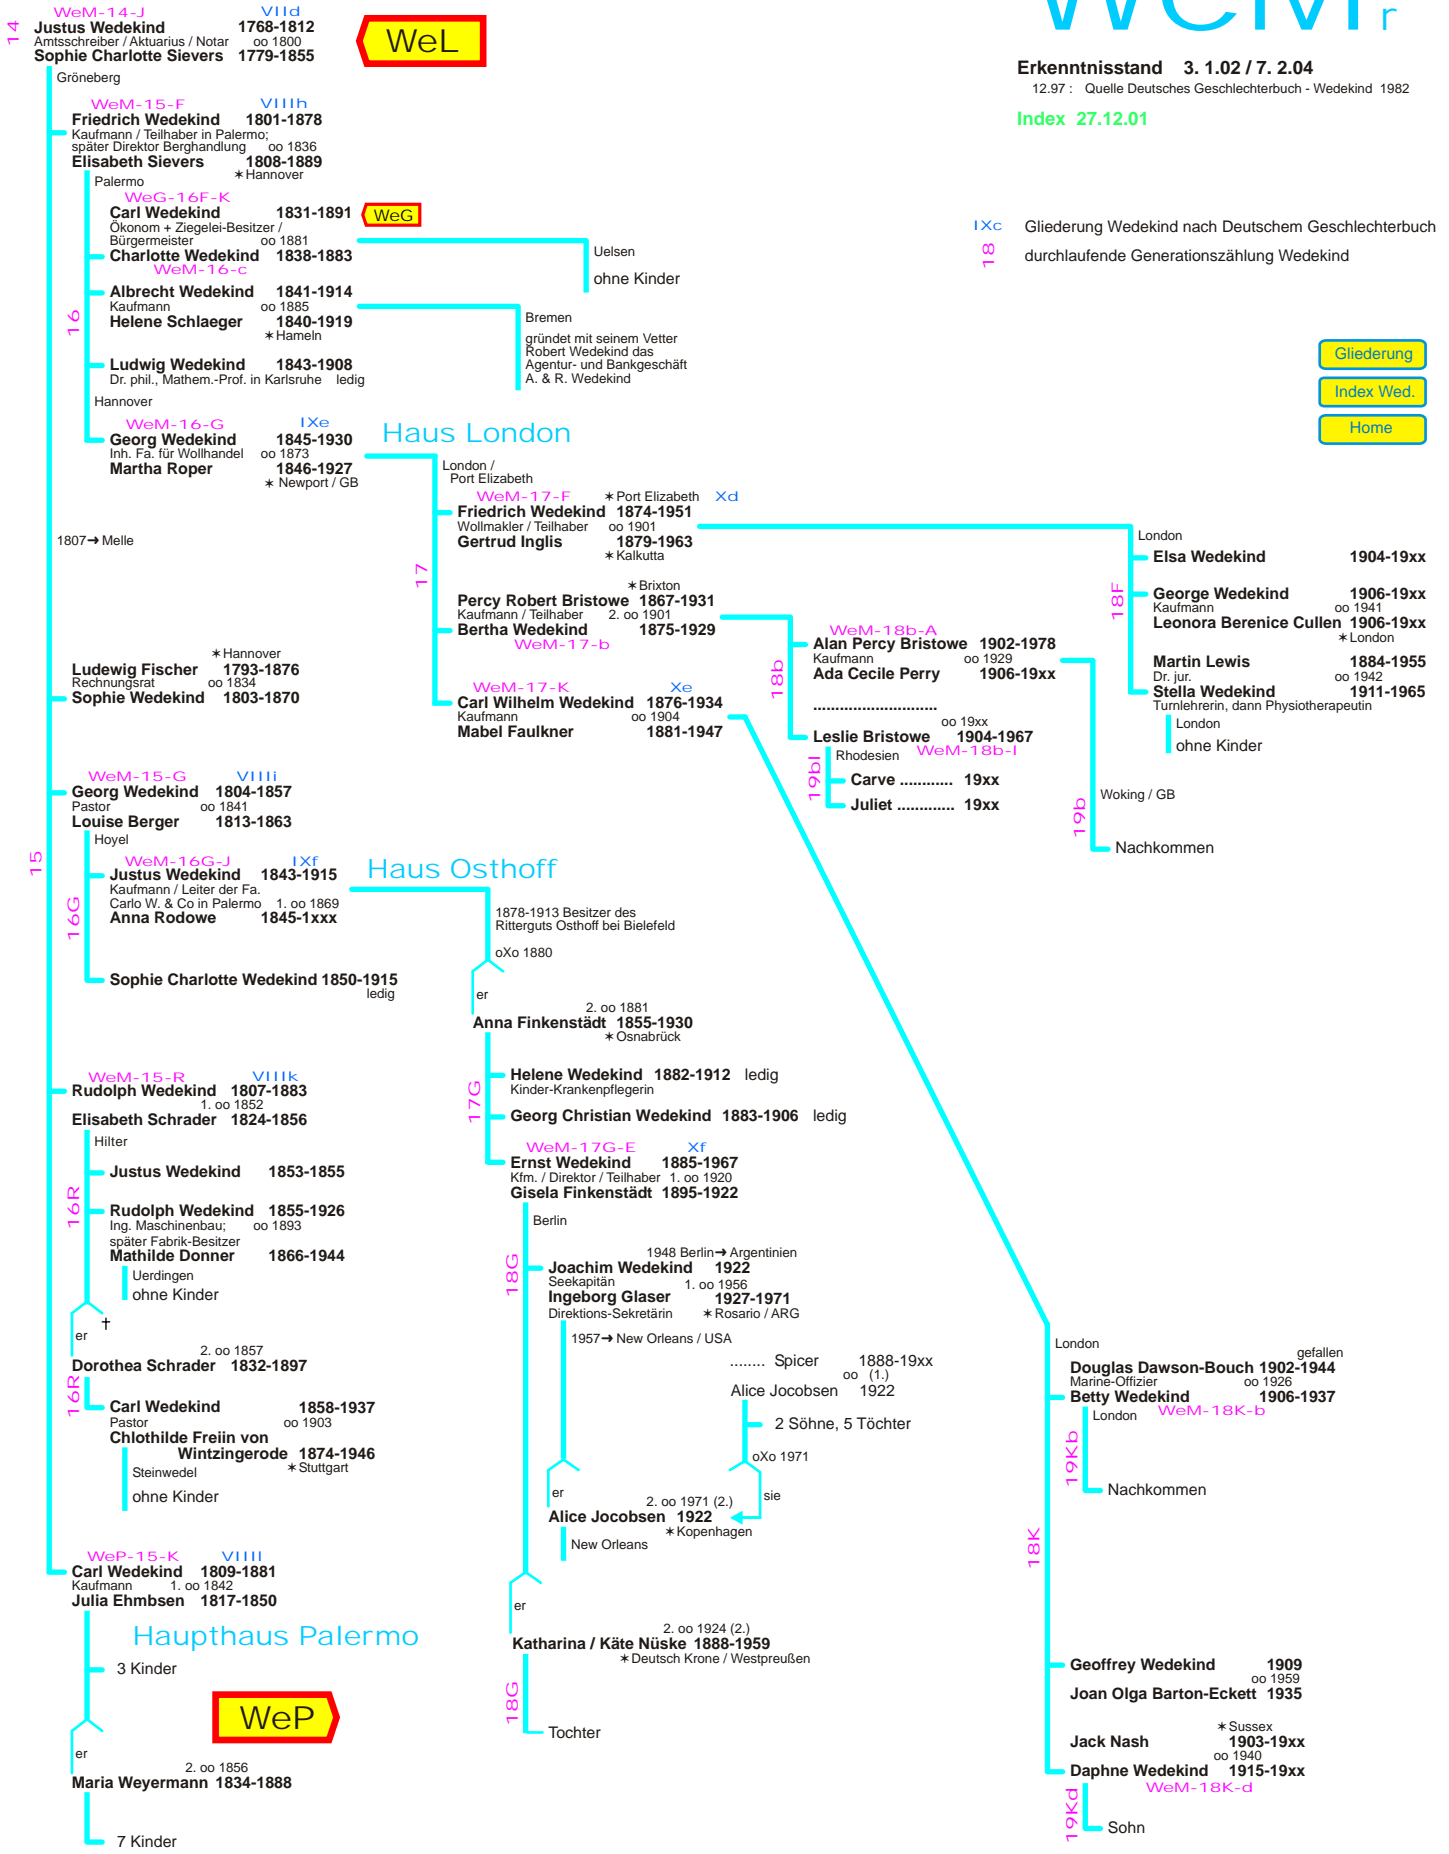 WeM-14-J VIId
14
Justus Wedekind 1768-1812
Amtsschreiber / Aktuarius / Notar oo 1800
Sophie Charlotte Sievers 1779-1855
WeL
WeM r
Erkenntnisstand 3. 1.02 / 7. 2.04
12.97 : Quelle Deutsches Geschlechterbuch - Wedekind 1982
Index 27.12.01
IXc Gliederung Wedekind nach Deutschem Geschlechterbuch
18 durchlaufende Generationszählung Wedekind
Gliederung
Index Wed.
Home
Gröneberg
WeM-15-F VIIIh
Friedrich Wedekind 1801-1878
Kaufmann / Teilhaber in Palermo;
später Direktor Berghandlung oo 1836
Elisabeth Sievers 1808-1889
✶Hannover
Palermo
WeG-16F-K
Carl Wedekind 1831-1891
WeG
Ökonom + Ziegelei-Besitzer /
Bürgermeister oo 1881
Charlotte Wedekind 1838-1883
WeM-16-c
Uelsen
ohne Kinder
16
Albrecht Wedekind 1841-1914
Kaufmann oo 1885
Helene Schlaeger 1840-1919
✶Hameln
Bremen
gründet mit seinem Vetter
Robert Wedekind das
Agentur- und Bankgeschäft
A. & R. Wedekind
Ludwig Wedekind 1843-1908
Dr. phil., Mathem.-Prof. in Karlsruhe ledig
Hannover
WeM-16-G IXe
Georg Wedekind 1845-1930
Inh. Fa. für Wollhandel oo 1873
Martha Roper 1846-1927
✶ Newport / GB
Haus London
London /
Port Elizabeth
17
WeM-17-F ✶Port Elizabeth Xd
Friedrich Wedekind 1874-1951
Wollmakler / Teilhaber oo 1901
Gertrud Inglis 1879-1963
✶Kalkutta
London
18F
Elsa Wedekind 1904-19xx
George Wedekind 1906-19xx
Kaufmann oo 1941
Leonora Berenice Cullen 1906-19xx
✶London
Martin Lewis 1884-1955
Dr. jur. oo 1942
Stella Wedekind 1911-1965
Turnlehrerin, dann Physiotherapeutin
London
ohne Kinder
✶Brixton
Percy Robert Bristowe 1867-1931
Kaufmann / Teilhaber 2. oo 1901
Bertha Wedekind 1875-1929
WeM-17-b
18b
WeM-18b-A
Alan Percy Bristowe 1902-1978
Kaufmann oo 1929
Ada Cecile Perry 1906-19xx
............................
oo 19xx
Leslie Bristowe 1904-1967
Rhodesien WeM-18b-l
19bl
Carve ............ 19xx
Juliet ............. 19xx
Woking / GB
19b
Nachkommen
WeM-17-K Xe
Carl Wilhelm Wedekind 1876-1934
Kaufmann oo 1904
Mabel Faulkner 1881-1947
1807➔ Melle
✶Hannover
Ludewig Fischer 1793-1876
Rechnungsrat oo 1834
Sophie Wedekind 1803-1870
15
WeM-15-G VIIIi
Georg Wedekind 1804-1857
Pastor oo 1841
Louise Berger 1813-1863
Hoyel
16G
WeM-16G-J IXf
Justus Wedekind 1843-1915
Kaufmann / Leiter der Fa.
Carlo W. & Co in Palermo 1. oo 1869
Anna Rodowe 1845-1xxx
Sophie Charlotte Wedekind 1850-1915
ledig
Haus Osthoff
1878-1913 Besitzer des
Ritterguts Osthoff bei Bielefeld
oXo 1880
er
2. oo 1881
Anna Finkenstädt 1855-1930
✶Osnabrück
17G
Helene Wedekind 1882-1912 ledig
Kinder-Krankenpflegerin
Georg Christian Wedekind 1883-1906 ledig
WeM-17G-E Xf
Ernst Wedekind 1885-1967
Kfm. / Direktor / Teilhaber 1. oo 1920
Gisela Finkenstädt 1895-1922
Berlin
18G
1948 Berlin➔ Argentinien
Joachim Wedekind 1922
Seekapitän 1. oo 1956
Ingeborg Glaser 1927-1971
Direktions-Sekretärin ✶Rosario / ARG
1957➔ New Orleans / USA
........ Spicer 1888-19xx
oo (1.)
Alice Jocobsen 1922
2 Söhne, 5 Töchter
oXo 1971
er
sie
2. oo 1971 (2.)
Alice Jocobsen 1922
✶Kopenhagen
New Orleans
er
2. oo 1924 (2.)
Katharina / Käte Nüske 1888-1959
✶Deutsch Krone / Westpreußen
18G
Tochter
WeM-15-R VIIIk
Rudolph Wedekind 1807-1883
1. oo 1852
Elisabeth Schrader 1824-1856
Hilter
16R
Justus Wedekind 1853-1855
Rudolph Wedekind 1855-1926
Ing. Maschinenbau; oo 1893
später Fabrik-Besitzer
Mathilde Donner 1866-1944
Uerdingen
ohne Kinder
er †
2. oo 1857
Dorothea Schrader 1832-1897
16R
Carl Wedekind 1858-1937
Pastor oo 1903
Chlothilde Freiin von
Wintzingerode 1874-1946
✶Stuttgart
Steinwedel
ohne Kinder
WeP-15-K VIIIl
Carl Wedekind 1809-1881
Kaufmann 1. oo 1842
Julia Ehmbsen 1817-1850
Haupthaus Palermo
3 Kinder
WeP
er
2. oo 1856
Maria Weyermann 1834-1888
7 Kinder
London
gefallen
Douglas Dawson-Bouch 1902-1944
Marine-Offizier oo 1926
Betty Wedekind 1906-1937
London WeM-18K-b
19Kb
Nachkommen
18K
Geoffrey Wedekind 1909
oo 1959
Joan Olga Barton-Eckett 1935
✶Sussex
Jack Nash 1903-19xx
oo 1940
Daphne Wedekind 1915-19xx
WeM-18K-d
19Kd
Sohn